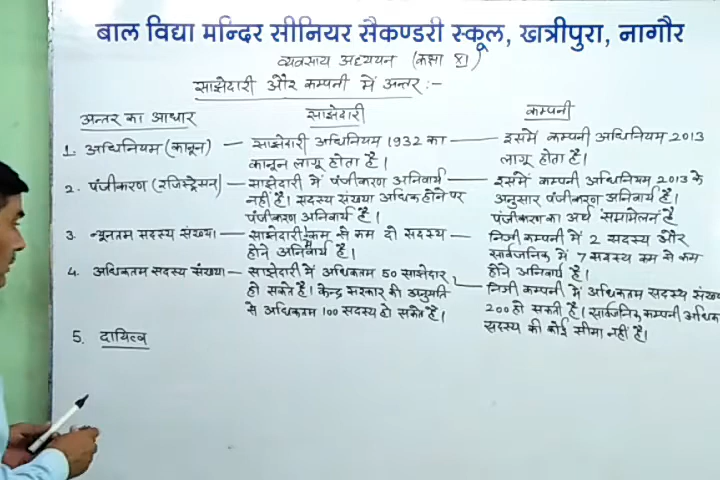 बाल विद्या मन्दिर सीनियर सैकण्डरी स्कूल, खत्रीपुरा, नागौर
व्यवसाय अध्ययन (कक्षा XI)
साझेदारी और कम्पनी में अन्तर :-
अन्तर का आधार साझेदारी कम्पनी
1. अधिनियम (कानून) — साझेदारी अधिनियम 1932 का — इसमें कम्पनी अधिनियम 2013
कानून लागू होता है। लागू होता है।
2. पंजीकरण (रजिस्ट्रेसन) — साझेदारी में पंजीकरण अनिवार्य — इसमें कम्पनी अधिनियम 2013 के
नहीं है। सदस्य संख्या अधिक होने पर अनुसार पंजीकरण अनिवार्य है।
पंजीकरण अनिवार्य है। पंजीकरण का अर्थ समामेलन है
3. न्यूनतम सदस्य संख्या — साझेदारी में कम से कम दो सदस्य — निजी कम्पनी में 2 सदस्य और
होने अनिवार्य है। सार्वजनिक में 7 सदस्य कम से कम
होने अनिवार्य है।
4. अधिकतम सदस्य संख्या — साझेदारी में अधिकतम 50 साझेदार निजी कम्पनी में अधिकतम सदस्य संख्या
हो सकते है। केन्द्र सरकार की अनुमति 200 हो सकती है। सार्वजनिक कम्पनी अधिक
से अधिकतम 100 सदस्य हो सकते है। सदस्य की कोई सीमा नहीं है।
5. दायित्व